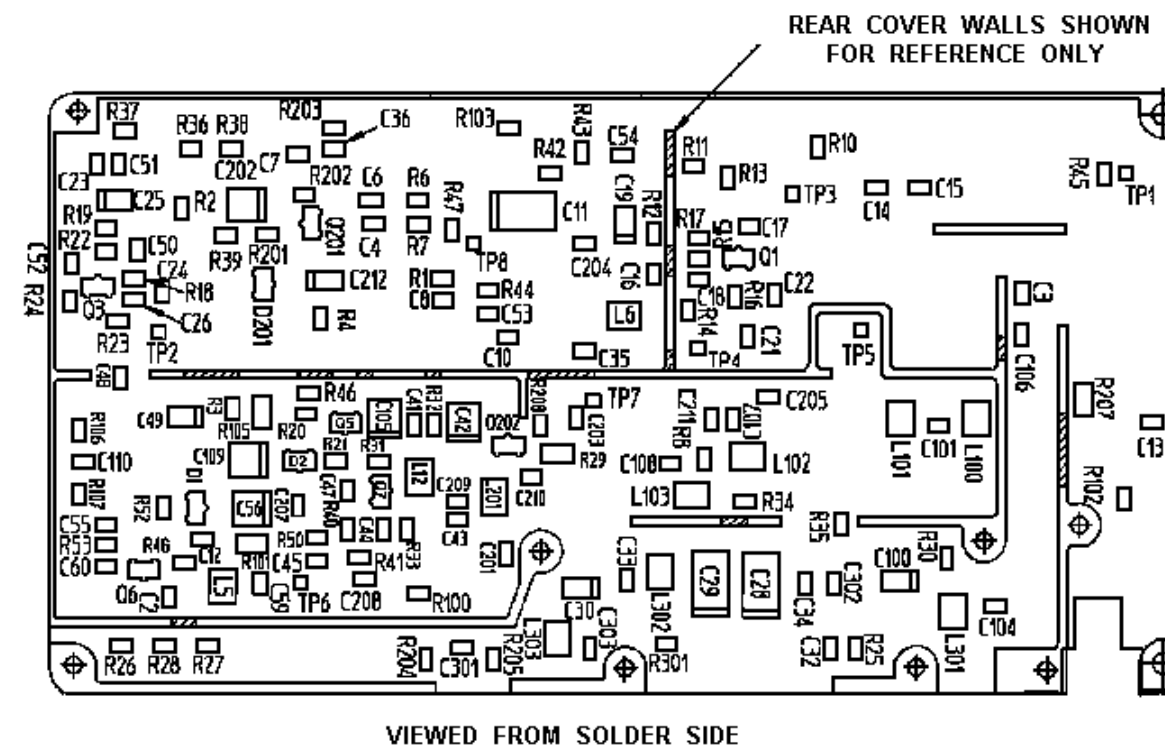 REAR COVER WALLS SHOWN
FOR REFERENCE ONLY
R37
R36
R38
R203
C36
R103
R43
C54
R11
R10
R13
R45
TP1
C23
C51
C202
C7
R202
R42
TP3
C14
C15
C25
R2
C6
R6
R47
C11
C19
R12
R17
C17
R19
R22
C50
R39
R201
Q201
C4
R7
TP8
C204
Q1
C52
R24
C24
R18
C212
R1
C8
R44
C16
C18
R16
C22
C3
Q3
C26
D201
R4
C53
L6
R14
R23
TP2
C10
C35
TP4
C21
TP5
C106
C48
R46
TP7
C205
R207
C49
R3
R105
R20
Q5
C105
C41
R32
C42
Q202
R208
C203
C211
R8
L101
C101
L100
C13
R106
C110
C109
D2
R21
R31
L12
R29
C108
L102
R107
D1
R52
C56
C207
C47
R40
C209
L201
C210
L103
R34
R102
C55
R53
C60
R46
C12
R101
R50
C45
C44
R33
C43
C201
R35
R30
Q6
C2
L5
C59
TP6
R41
C208
R100
C30
C33
L302
C29
C28
C34
C302
C100
L301
C104
R26
R28
R27
R204
C301
R205
L303
C303
R301
C32
R25
VIEWED FROM SOLDER SIDE